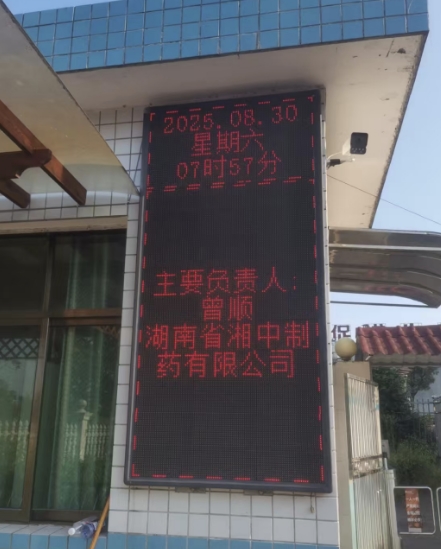 2025.08.30
星期六
07时57分
主要负责人:
曾顺
湖南省湘中制
药有限公司